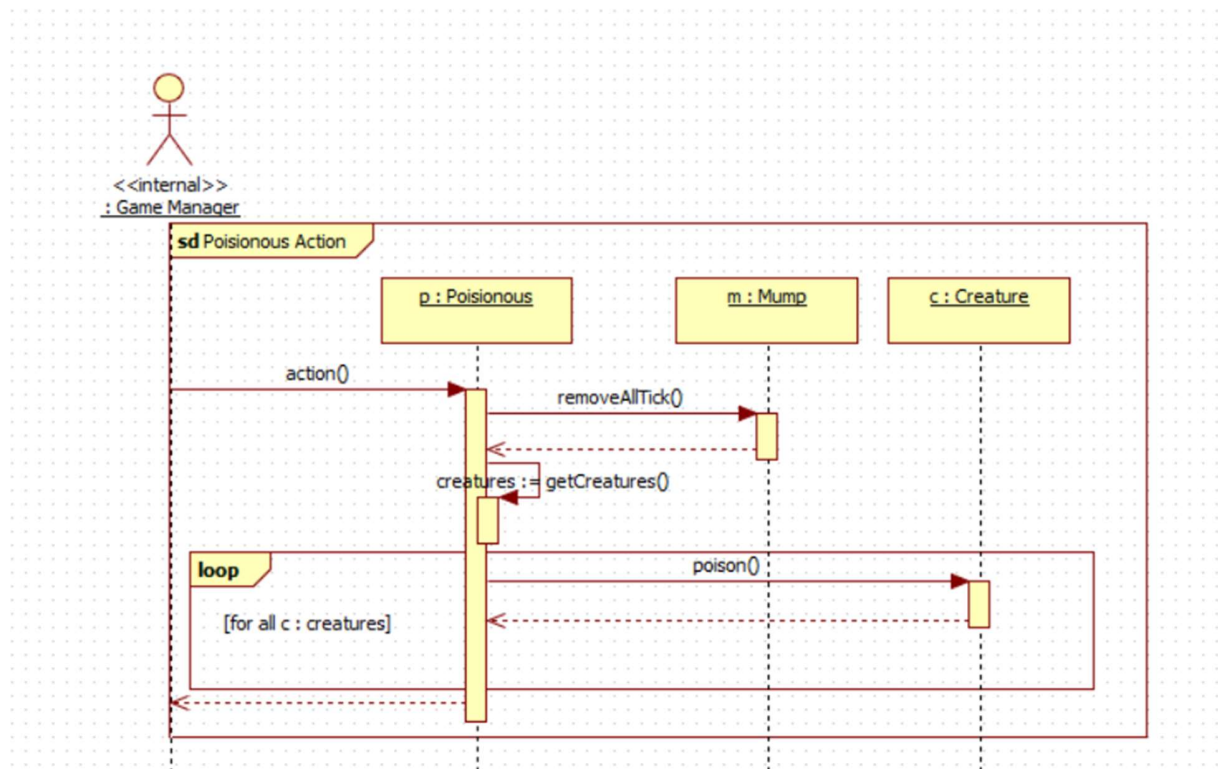 <<internal>>
: Game Manager
sd Poisionous Action
p : Poisionous
m : Mump
c : Creature
action()
removeAllTick()
creatures := getCreatures()
loop
poison()
[for all c : creatures]